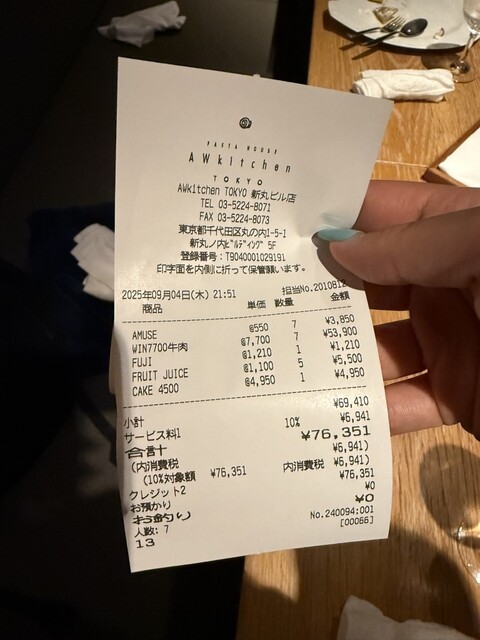 PASTA HOUSE
AWkitchen
TOKYO
AWkitchen TOKYO 新丸ビル店
TEL 03-5224-8071
FAX 03-5224-8073
東京都千代田区丸の内1-5-1
新丸ノ内ﾋﾞﾙﾃﾞｨﾝｸﾞ 5F
登録番号：T9040001029191
印字面を内側に折って保管願います。
2025年09月04日(木) 21:51 担当No.2010812
商品 単価 数量 金額
AMUSE @550 7 ¥3,850
WIN7700牛肉 @7,700 7 ¥53,900
FUJI @1,210 1 ¥1,210
FRUIT JUICE @1,100 5 ¥5,500
CAKE 4500 @4,950 1 ¥4,950
小計 ¥69,410
サービス料1 10% ¥6,941
合計 ¥76,351
(内消費税 ¥6,941)
(10%対象額 ¥76,351 内消費税 ¥6,941)
クレジット2 ¥76,351
お預かり ¥0
お釣り ¥0
人数: 7 No.240094:001
13 [00066]